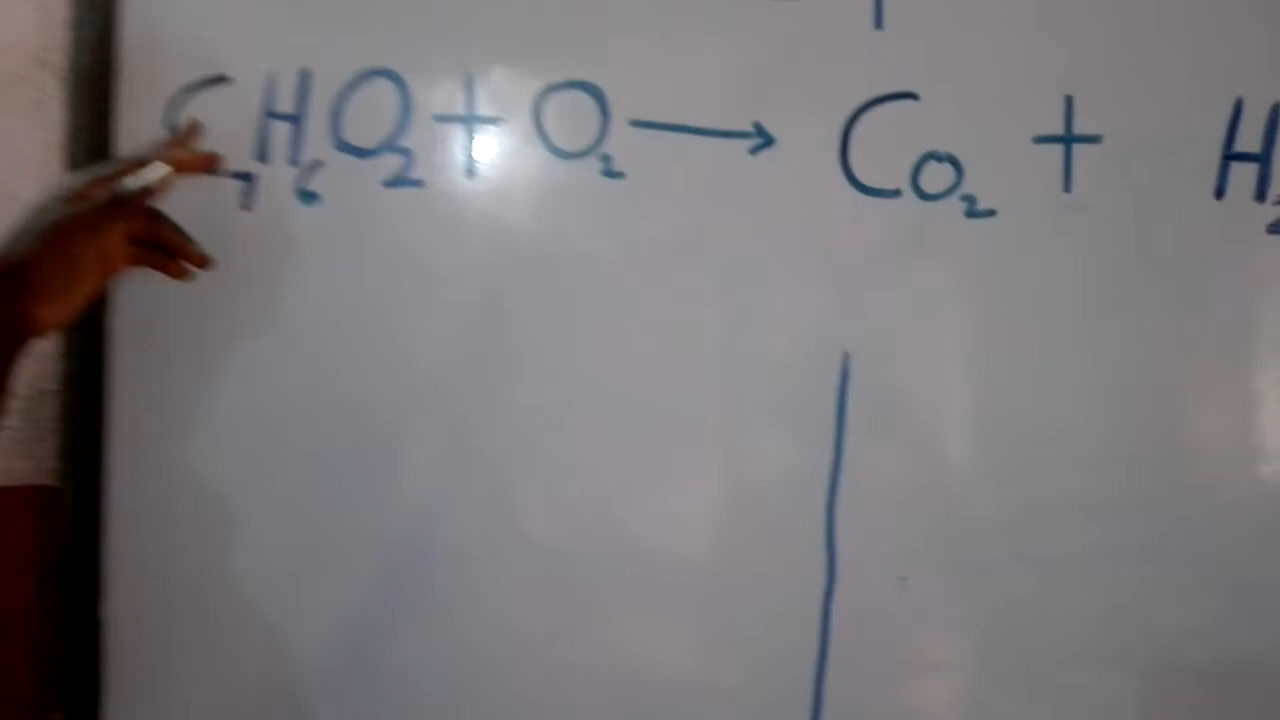 C₇H₆O₂ + O₂ → CO₂ + H₂